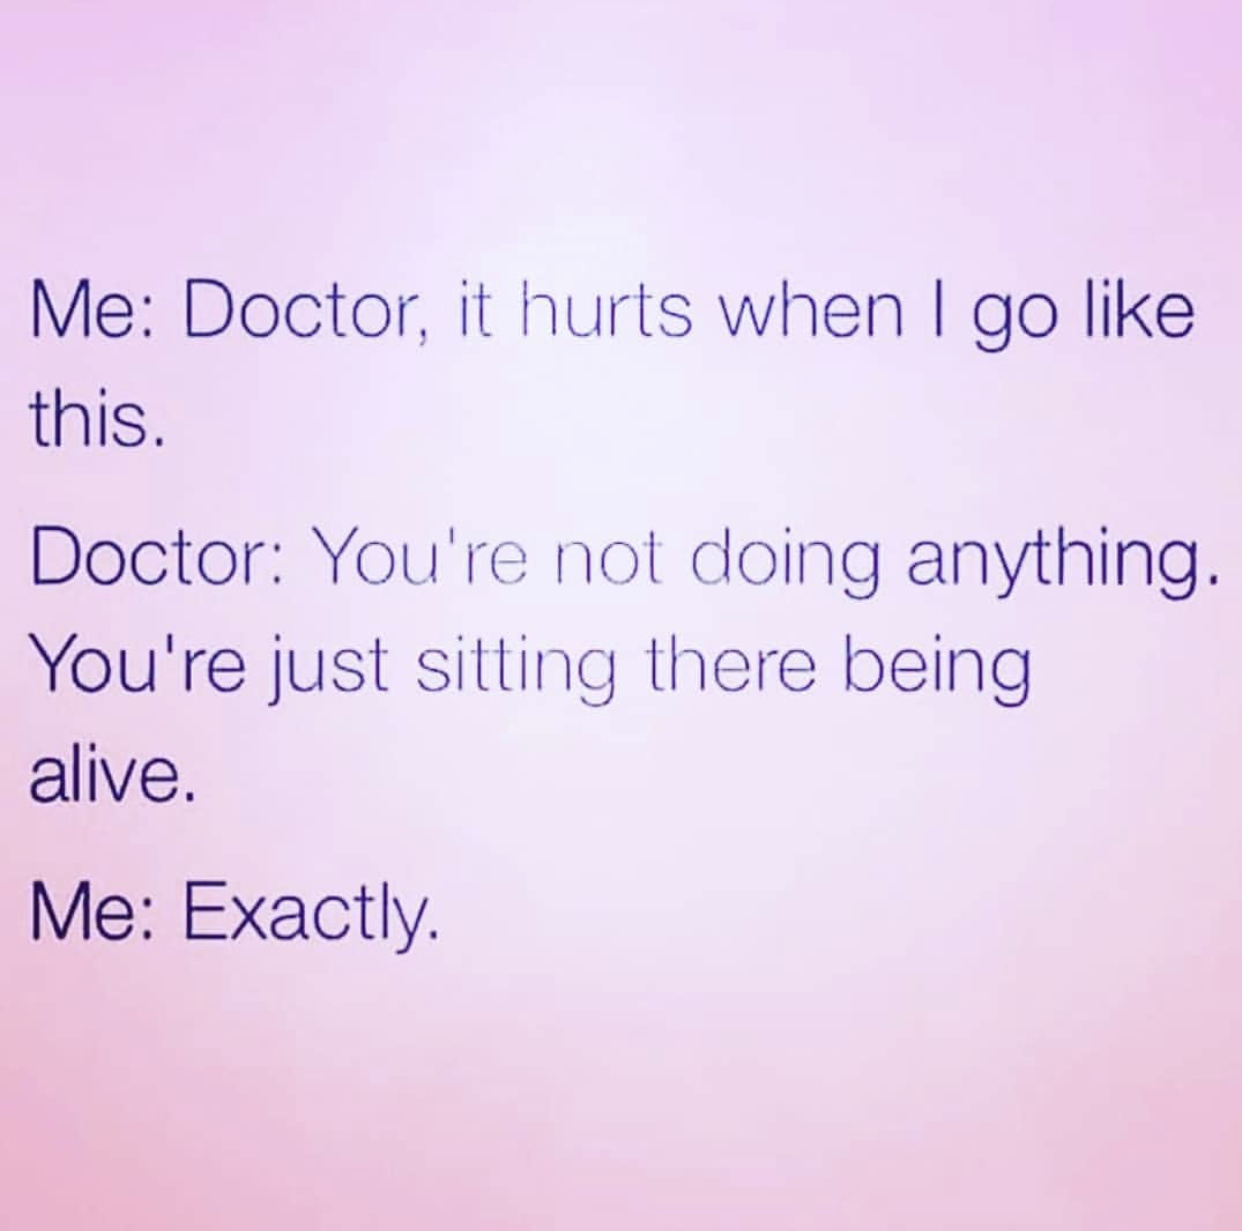 Me: Doctor, it hurts when I go like
this.
Doctor: You're not doing anything.
You're just sitting there being
alive.
Me: Exactly.